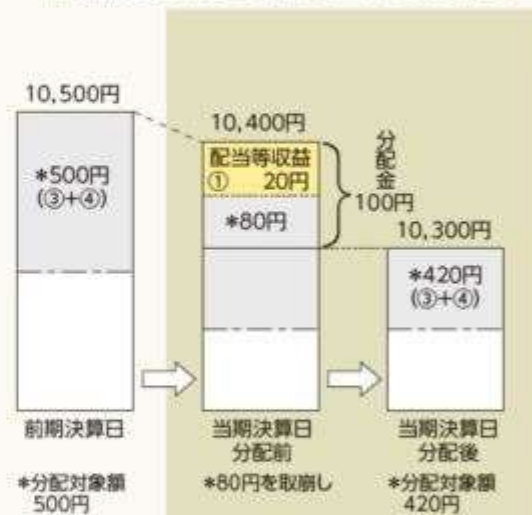 10,500円
*500円
(③+④)
前期決算日
*分配対象額
500円
10,400円
配当等収益
① 20円
*80円
分配金
100円
当期決算日
分配前
*80円を取崩し
10,300円
*420円
(③+④)
当期決算日
分配後
*分配対象額
420円